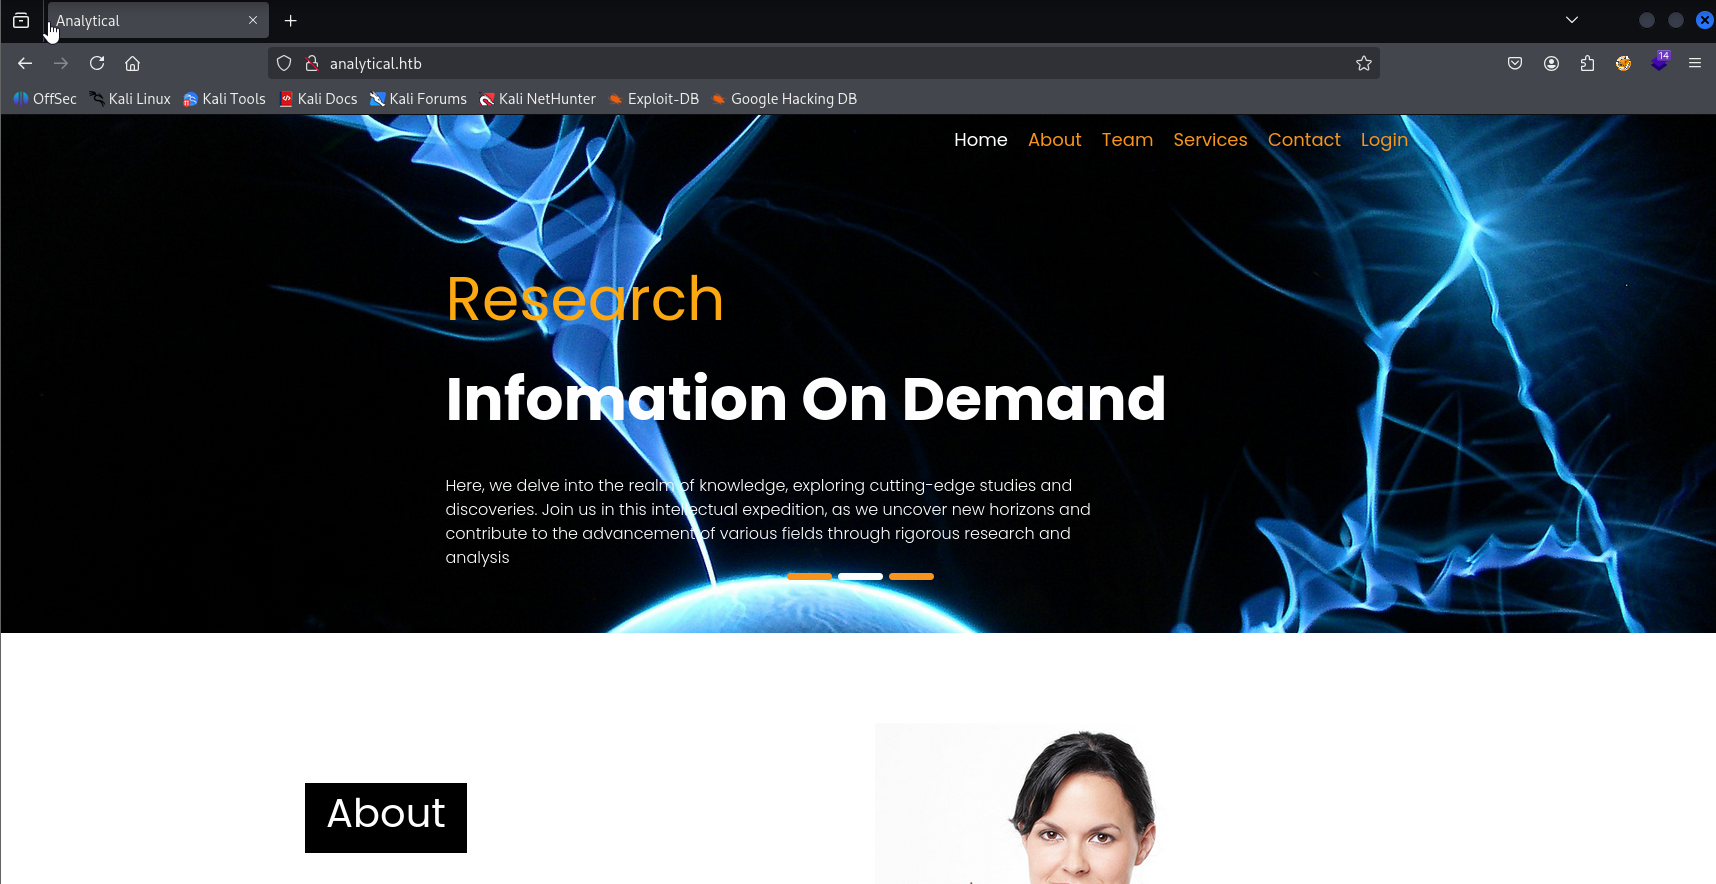 Analytical
analytical.htb
14
OffSec Kali Linux Kali Tools Kali Docs Kali Forums Kali NetHunter Exploit-DB Google Hacking DB
Home About Team Services Contact Login
Research
Infomation On Demand
Here, we delve into the realm of knowledge, exploring cutting-edge studies and
discoveries. Join us in this intellectual expedition, as we uncover new horizons and
contribute to the advancement of various fields through rigorous research and
analysis
About